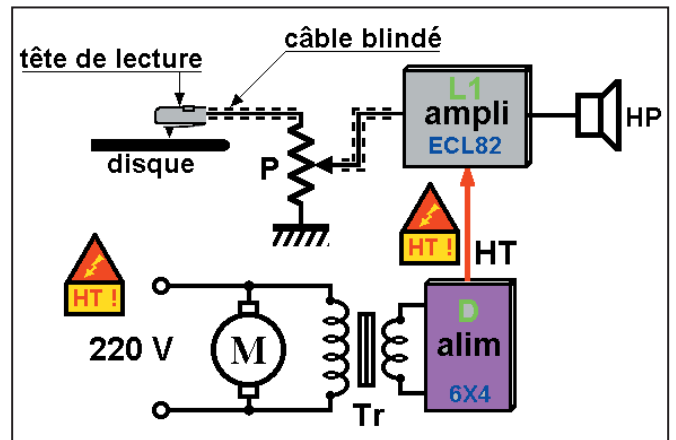 câble blindé
tête de lecture
L1
ampli
ECL82
HP
disque
P
HT !
HT
HT !
220 V
M
Tr
D
alim
6X4